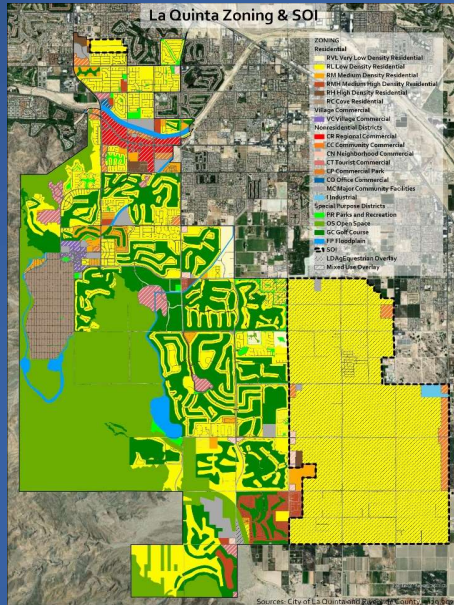 La Quinta Zoning & SOI
ZONING
Residential
RVL Very Low Density Residential
RL Low Density Residential
RM Medium Density Residential
RMH Medium High Density Residential
RH High Density Residential
RC Cove Residential
Village Commercial
VC Village Commercial
Nonresidential Districts
CR Regional Commercial
CC Community Commercial
CN Neighborhood Commercial
CT Tourist Commercial
CP Commercial Park
CO Office Commercial
MC Major Community Facilities
I Industrial
Special Purpose Districts
PR Parks and Recreation
OS Open Space
GC Golf Course
FP Floodplain
SOI
LDAgEquestrian Overlay
Mixed Use Overlay
Sources: City of La Quinta and Riverside County